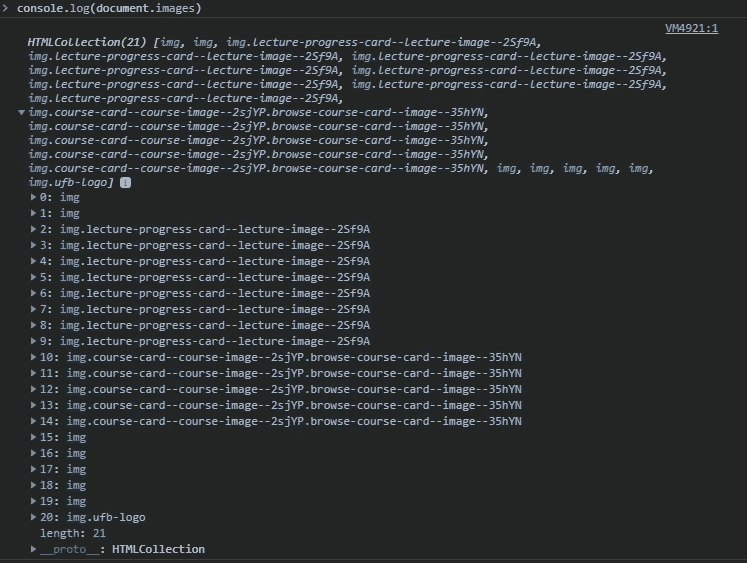 > console.log(document.images)
VM4921:1
HTMLCollection(21) [img, img, img.lecture-progress-card--lecture-image--2Sf9A,
img.lecture-progress-card--lecture-image--2Sf9A, img.lecture-progress-card--lecture-image--2Sf9A,
img.lecture-progress-card--lecture-image--2Sf9A, img.lecture-progress-card--lecture-image--2Sf9A,
img.lecture-progress-card--lecture-image--2Sf9A, img.lecture-progress-card--lecture-image--2Sf9A,
img.lecture-progress-card--lecture-image--2Sf9A,
img.course-card--course-image--2sjYP.browse-course-card--image--35hYN,
img.course-card--course-image--2sjYP.browse-course-card--image--35hYN,
img.course-card--course-image--2sjYP.browse-course-card--image--35hYN,
img.course-card--course-image--2sjYP.browse-course-card--image--35hYN,
img.course-card--course-image--2sjYP.browse-course-card--image--35hYN, img, img, img, img, img,
img.ufb-logo] i
0: img
1: img
2: img.lecture-progress-card--lecture-image--2Sf9A
3: img.lecture-progress-card--lecture-image--2Sf9A
4: img.lecture-progress-card--lecture-image--2Sf9A
5: img.lecture-progress-card--lecture-image--2Sf9A
6: img.lecture-progress-card--lecture-image--2Sf9A
7: img.lecture-progress-card--lecture-image--2Sf9A
8: img.lecture-progress-card--lecture-image--2Sf9A
9: img.lecture-progress-card--lecture-image--2Sf9A
10: img.course-card--course-image--2sjYP.browse-course-card--image--35hYN
11: img.course-card--course-image--2sjYP.browse-course-card--image--35hYN
12: img.course-card--course-image--2sjYP.browse-course-card--image--35hYN
13: img.course-card--course-image--2sjYP.browse-course-card--image--35hYN
14: img.course-card--course-image--2sjYP.browse-course-card--image--35hYN
15: img
16: img
17: img
18: img
19: img
20: img.ufb-logo
length: 21
__proto__: HTMLCollection